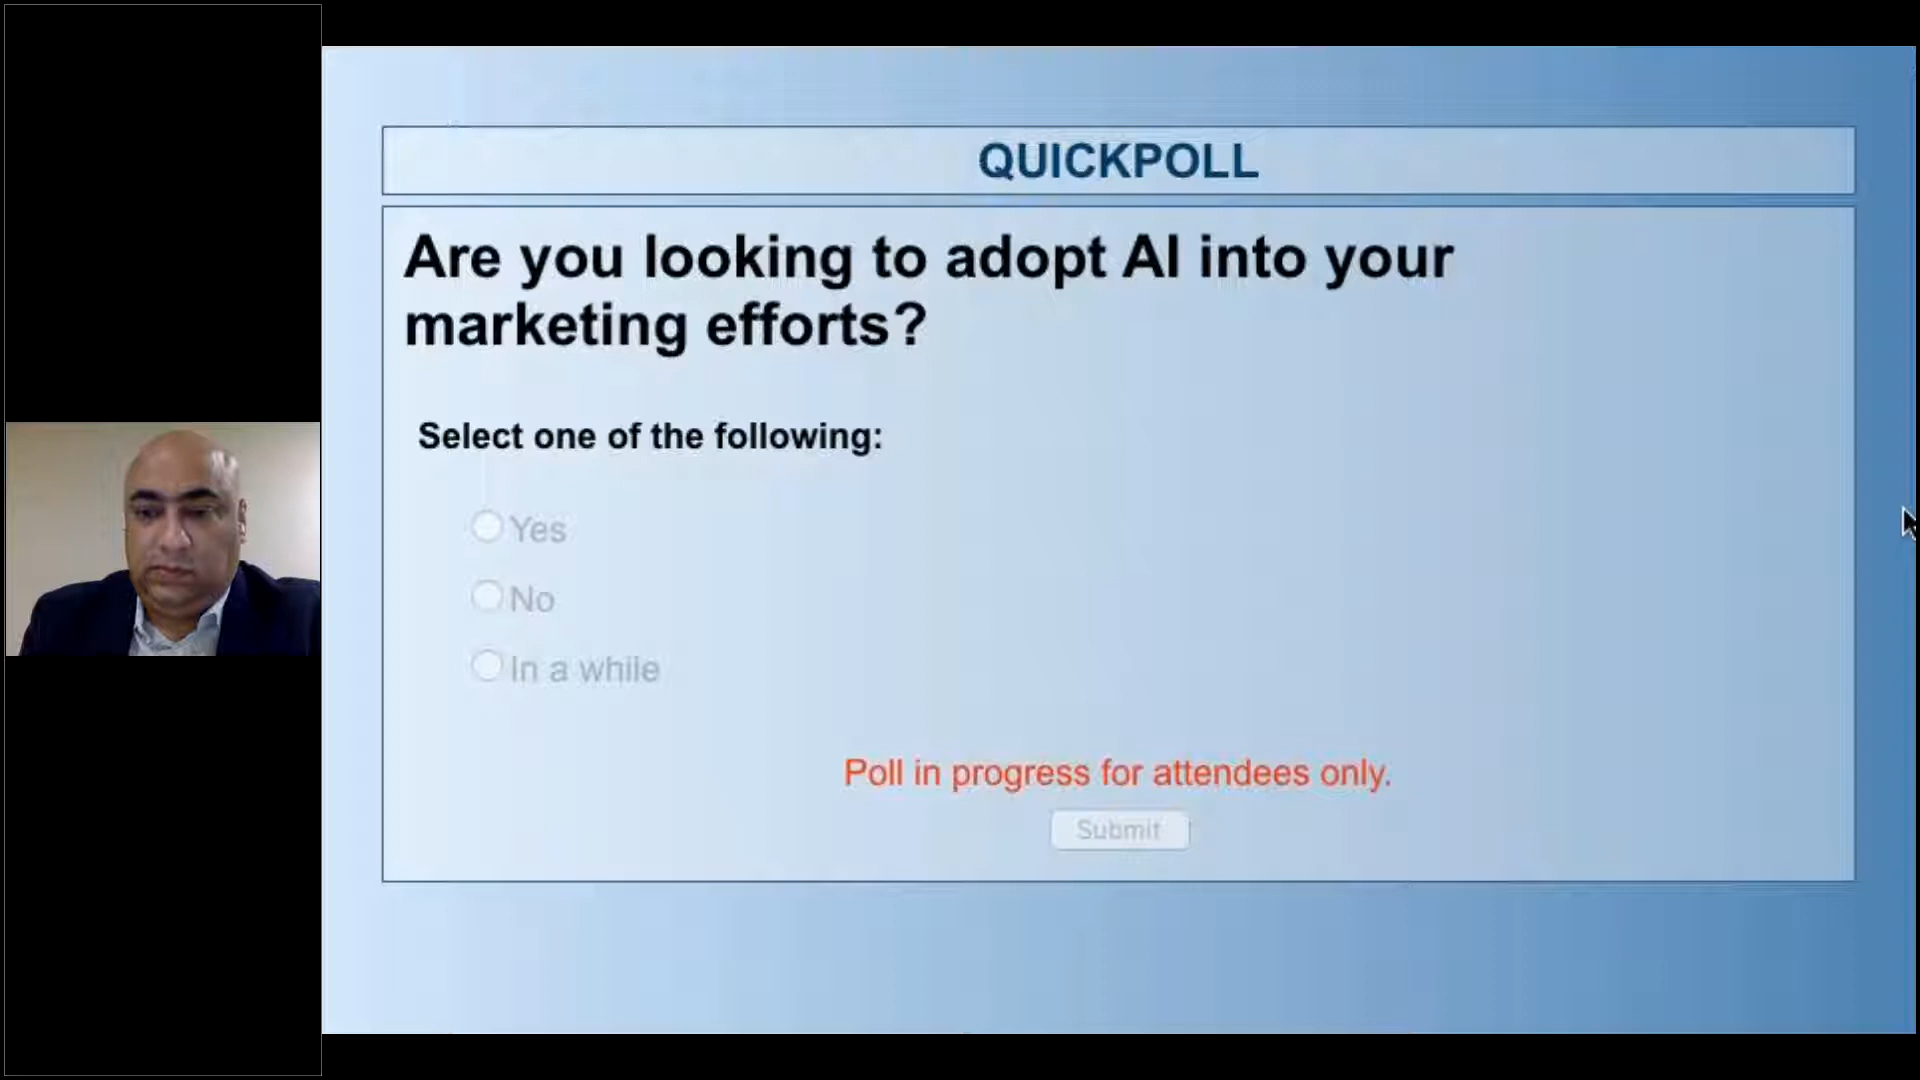 QUICKPOLL
Are you looking to adopt AI into your
marketing efforts?
Select one of the following:
Yes
No
In a while
Poll in progress for attendees only.
Submit